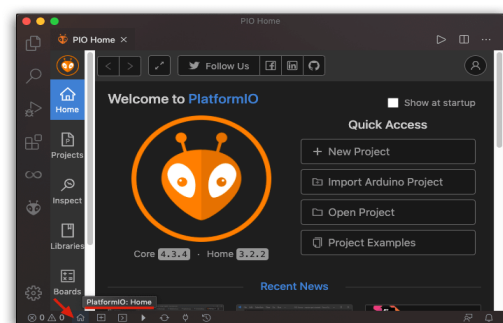 PIO Home
PIO Home
Follow Us
Home
Projects
Inspect
Libraries
Boards
Welcome to PlatformIO
Show at startup
Quick Access
New Project
Import Arduino Project
Open Project
Project Examples
Core 4.3.4 · Home 3.2.2
Recent News
PlatformIO: Home
0 0